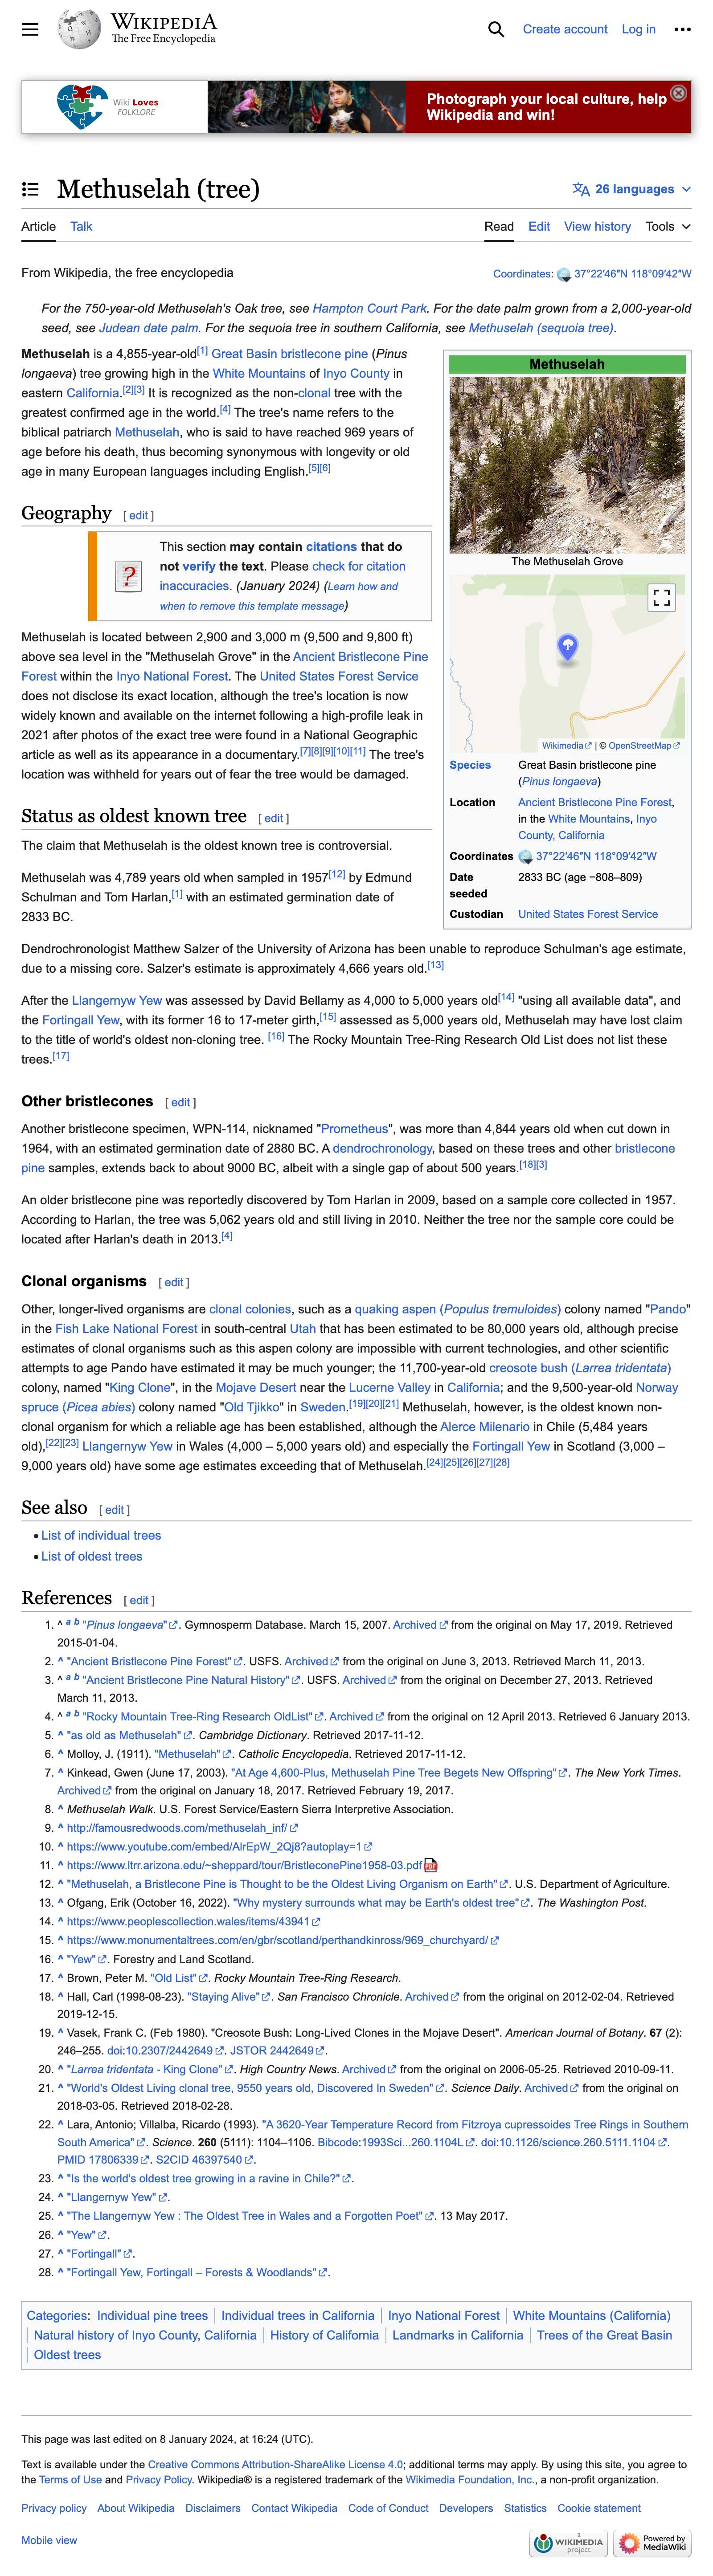 WIKIPEDIA
The Free Encyclopedia
Create account Log in
Wiki Loves
FOLKLORE
Photograph your local culture, help
Wikipedia and win!
Methuselah (tree)
26 languages
Article Talk Read Edit View history Tools
From Wikipedia, the free encyclopedia
Coordinates: 37°22′46″N 118°09′42″W
For the 750-year-old Methuselah's Oak tree, see Hampton Court Park. For the date palm grown from a 2,000-year-old
seed, see Judean date palm. For the sequoia tree in southern California, see Methuselah (sequoia tree).
Methuselah is a 4,855-year-old[1] Great Basin bristlecone pine (Pinus
longaeva) tree growing high in the White Mountains of Inyo County in
eastern California.[2][3] It is recognized as the non-clonal tree with the
greatest confirmed age in the world.[4] The tree's name refers to the
biblical patriarch Methuselah, who is said to have reached 969 years of
age before his death, thus becoming synonymous with longevity or old
age in many European languages including English.[5][6]
Methuselah
The Methuselah Grove
Wikimedia | © OpenStreetMap
Species Great Basin bristlecone pine
(Pinus longaeva)
Location Ancient Bristlecone Pine Forest,
in the White Mountains, Inyo
County, California
Coordinates 37°22′46″N 118°09′42″W
Date 2833 BC (age −808–809)
seeded
Custodian United States Forest Service
Geography [ edit ]
This section may contain citations that do
not verify the text. Please check for citation
inaccuracies. (January 2024) (Learn how and
when to remove this template message)
Methuselah is located between 2,900 and 3,000 m (9,500 and 9,800 ft)
above sea level in the "Methuselah Grove" in the Ancient Bristlecone Pine
Forest within the Inyo National Forest. The United States Forest Service
does not disclose its exact location, although the tree's location is now
widely known and available on the internet following a high-profile leak in
2021 after photos of the exact tree were found in a National Geographic
article as well as its appearance in a documentary.[7][8][9][10][11] The tree's
location was withheld for years out of fear the tree would be damaged.
Status as oldest known tree [ edit ]
The claim that Methuselah is the oldest known tree is controversial.
Methuselah was 4,789 years old when sampled in 1957[12] by Edmund
Schulman and Tom Harlan,[1] with an estimated germination date of
2833 BC.
Dendrochronologist Matthew Salzer of the University of Arizona has been unable to reproduce Schulman's age estimate,
due to a missing core. Salzer's estimate is approximately 4,666 years old.[13]
After the Llangernyw Yew was assessed by David Bellamy as 4,000 to 5,000 years old[14] "using all available data", and
the Fortingall Yew, with its former 16 to 17-meter girth,[15] assessed as 5,000 years old, Methuselah may have lost claim
to the title of world's oldest non-cloning tree. [16] The Rocky Mountain Tree-Ring Research Old List does not list these
trees.[17]
Other bristlecones [ edit ]
Another bristlecone specimen, WPN-114, nicknamed "Prometheus", was more than 4,844 years old when cut down in
1964, with an estimated germination date of 2880 BC. A dendrochronology, based on these trees and other bristlecone
pine samples, extends back to about 9000 BC, albeit with a single gap of about 500 years.[18][3]
An older bristlecone pine was reportedly discovered by Tom Harlan in 2009, based on a sample core collected in 1957.
According to Harlan, the tree was 5,062 years old and still living in 2010. Neither the tree nor the sample core could be
located after Harlan's death in 2013.[4]
Clonal organisms [ edit ]
Other, longer-lived organisms are clonal colonies, such as a quaking aspen (Populus tremuloides) colony named "Pando"
in the Fish Lake National Forest in south-central Utah that has been estimated to be 80,000 years old, although precise
estimates of clonal organisms such as this aspen colony are impossible with current technologies, and other scientific
attempts to age Pando have estimated it may be much younger; the 11,700-year-old creosote bush (Larrea tridentata)
colony, named "King Clone", in the Mojave Desert near the Lucerne Valley in California; and the 9,500-year-old Norway
spruce (Picea abies) colony named "Old Tjikko" in Sweden.[19][20][21] Methuselah, however, is the oldest known non-
clonal organism for which a reliable age has been established, although the Alerce Milenario in Chile (5,484 years
old),[22][23] Llangernyw Yew in Wales (4,000 – 5,000 years old) and especially the Fortingall Yew in Scotland (3,000 –
9,000 years old) have some age estimates exceeding that of Methuselah.[24][25][26][27][28]
See also [ edit ]
• List of individual trees
• List of oldest trees
References [ edit ]
1. ^ a b "Pinus longaeva". Gymnosperm Database. March 15, 2007. Archived from the original on May 17, 2019. Retrieved
2015-01-04.
2. ^ "Ancient Bristlecone Pine Forest". USFS. Archived from the original on June 3, 2013. Retrieved March 11, 2013.
3. ^ a b "Ancient Bristlecone Pine Natural History". USFS. Archived from the original on December 27, 2013. Retrieved
March 11, 2013.
4. ^ a b "Rocky Mountain Tree-Ring Research OldList". Archived from the original on 12 April 2013. Retrieved 6 January 2013.
5. ^ "as old as Methuselah". Cambridge Dictionary. Retrieved 2017-11-12.
6. ^ Molloy, J. (1911). "Methuselah". Catholic Encyclopedia. Retrieved 2017-11-12.
7. ^ Kinkead, Gwen (June 17, 2003). "At Age 4,600-Plus, Methuselah Pine Tree Begets New Offspring". The New York Times.
Archived from the original on January 18, 2017. Retrieved February 19, 2017.
8. ^ Methuselah Walk. U.S. Forest Service/Eastern Sierra Interpretive Association.
9. ^ http://famousredwoods.com/methuselah_inf/
10. ^ https://www.youtube.com/embed/AlrEpW_2Qj8?autoplay=1
11. ^ https://www.ltrr.arizona.edu/~sheppard/tour/BristleconePine1958-03.pdf
12. ^ "Methuselah, a Bristlecone Pine is Thought to be the Oldest Living Organism on Earth". U.S. Department of Agriculture.
13. ^ Ofgang, Erik (October 16, 2022). "Why mystery surrounds what may be Earth's oldest tree". The Washington Post.
14. ^ https://www.peoplescollection.wales/items/43941
15. ^ https://www.monumentaltrees.com/en/gbr/scotland/perthandkinross/969_churchyard/
16. ^ "Yew". Forestry and Land Scotland.
17. ^ Brown, Peter M. "Old List". Rocky Mountain Tree-Ring Research.
18. ^ Hall, Carl (1998-08-23). "Staying Alive". San Francisco Chronicle. Archived from the original on 2012-02-04. Retrieved
2019-12-15.
19. ^ Vasek, Frank C. (Feb 1980). "Creosote Bush: Long-Lived Clones in the Mojave Desert". American Journal of Botany. 67 (2):
246–255. doi:10.2307/2442649. JSTOR 2442649.
20. ^ "Larrea tridentata - King Clone". High Country News. Archived from the original on 2006-05-25. Retrieved 2010-09-11.
21. ^ "World's Oldest Living clonal tree, 9550 years old, Discovered In Sweden". Science Daily. Archived from the original on
2018-03-05. Retrieved 2018-02-28.
22. ^ Lara, Antonio; Villalba, Ricardo (1993). "A 3620-Year Temperature Record from Fitzroya cupressoides Tree Rings in Southern
South America". Science. 260 (5111): 1104–1106. Bibcode:1993Sci...260.1104L. doi:10.1126/science.260.5111.1104.
PMID 17806339. S2CID 46397540.
23. ^ "Is the world's oldest tree growing in a ravine in Chile?".
24. ^ "Llangernyw Yew".
25. ^ "The Llangernyw Yew : The Oldest Tree in Wales and a Forgotten Poet". 13 May 2017.
26. ^ "Yew".
27. ^ "Fortingall".
28. ^ "Fortingall Yew, Fortingall – Forests & Woodlands".
Categories: Individual pine trees | Individual trees in California | Inyo National Forest | White Mountains (California)
| Natural history of Inyo County, California | History of California | Landmarks in California | Trees of the Great Basin
| Oldest trees
This page was last edited on 8 January 2024, at 16:24 (UTC).
Text is available under the Creative Commons Attribution-ShareAlike License 4.0; additional terms may apply. By using this site, you agree to
the Terms of Use and Privacy Policy. Wikipedia® is a registered trademark of the Wikimedia Foundation, Inc., a non-profit organization.
Privacy policy About Wikipedia Disclaimers Contact Wikipedia Code of Conduct Developers Statistics Cookie statement
Mobile view
a
WIKIMEDIA
project
Powered by
MediaWiki